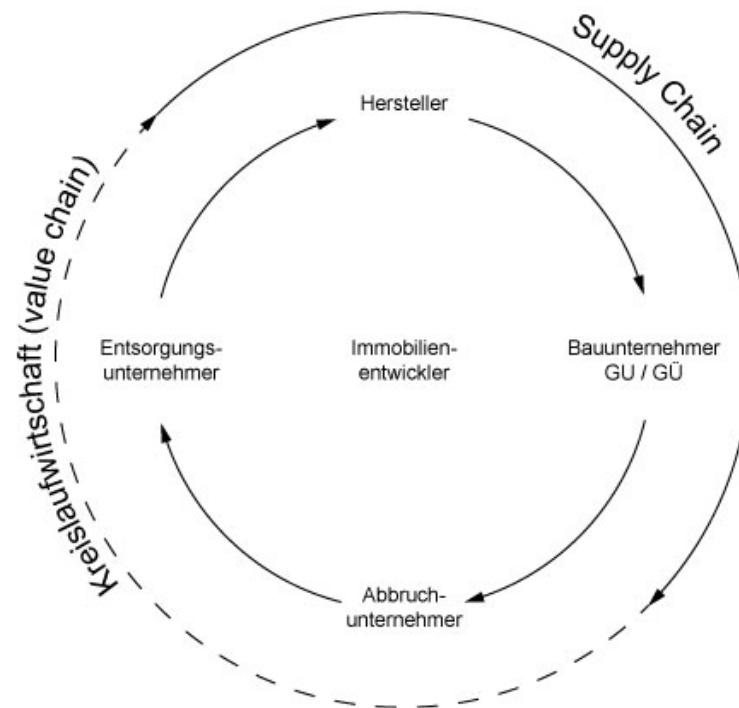 Supply Chain
Hersteller
Kreislaufwirtschaft (value chain)
Entsorgungs-
unternehmer
Immobilien-
entwickler
Bauunternehmer
GU / GÜ
Abbruch-
unternehmer